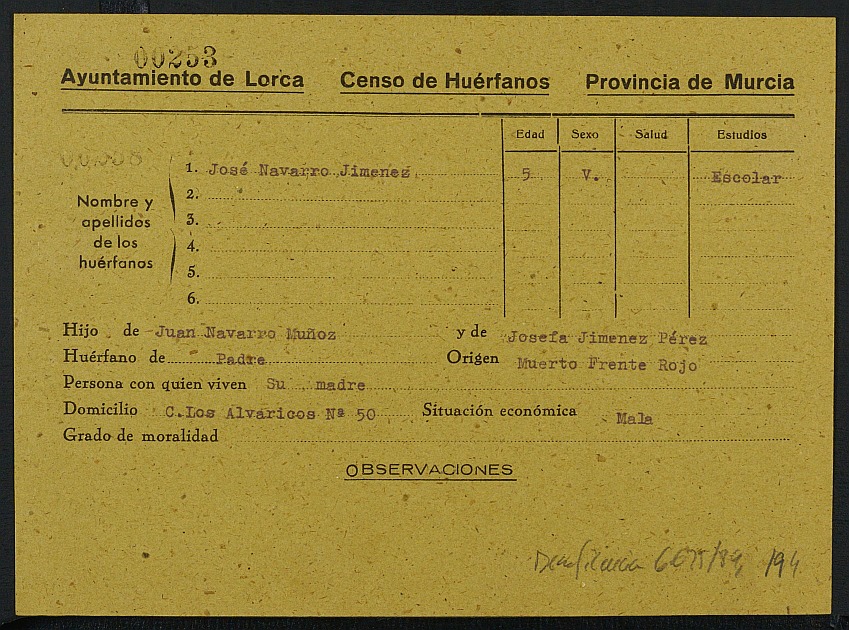 00253
Ayuntamiento de Lorca Censo de Huérfanos Provincia de Murcia
Edad Sexo Salud Estudios
Nombre y apellidos de los huérfanos
1. José Navarro Jimenez 5 V. Escolar
2.
3.
4.
5.
6.
Hijo de Juan Navarro Muñoz y de Josefa Jimenez Pérez
Huérfano de Padre Origen Muerto Frente Rojo
Persona con quien viven Su madre
Domicilio C.Los Alvaricos Nª 50 Situación económica Mala
Grado de moralidad
OBSERVACIONES
/94